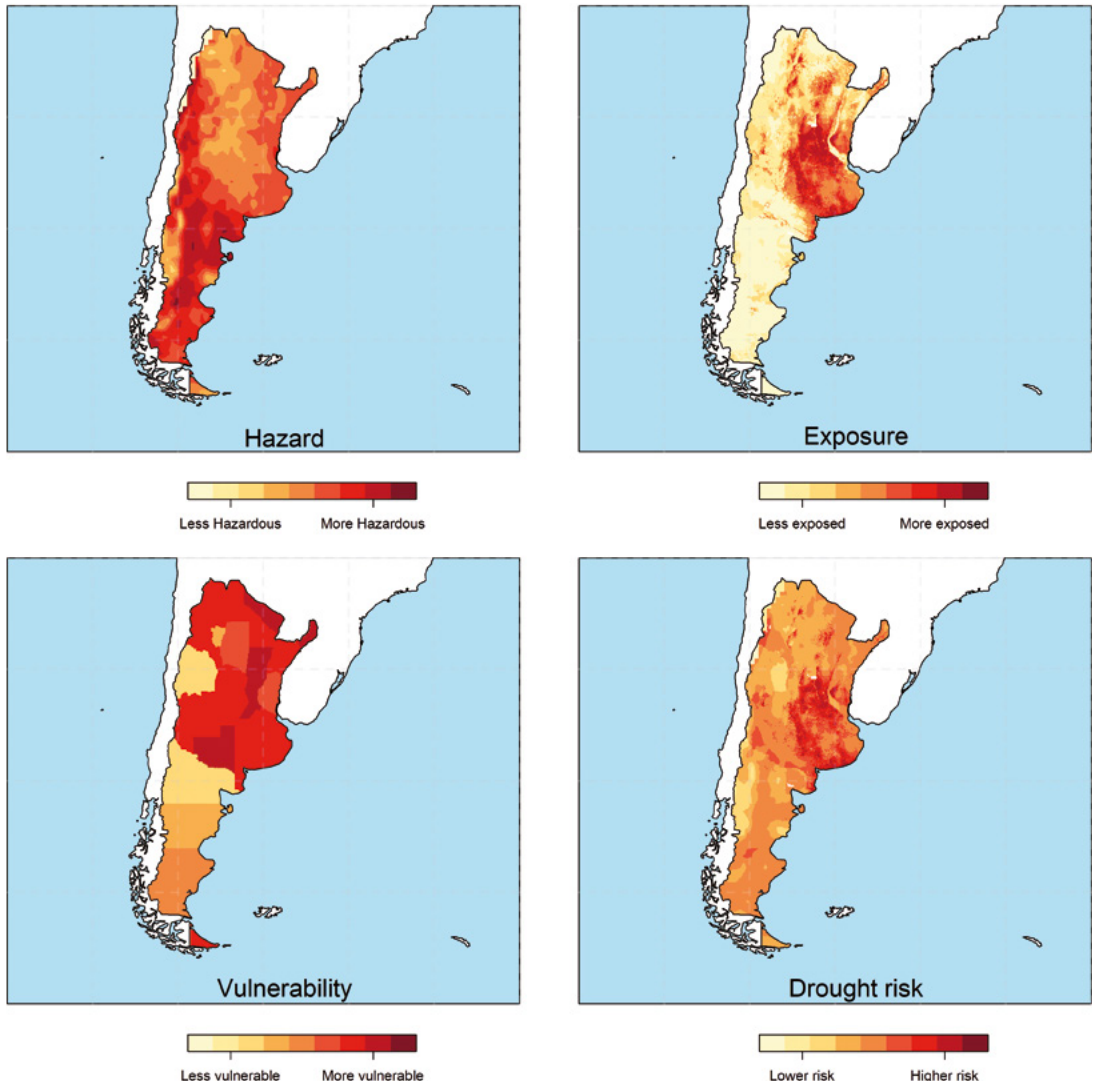 Hazard
Exposure
Less Hazardous More Hazardous
Less exposed More exposed
Vulnerability
Drought risk
Less vulnerable More vulnerable
Lower risk Higher risk